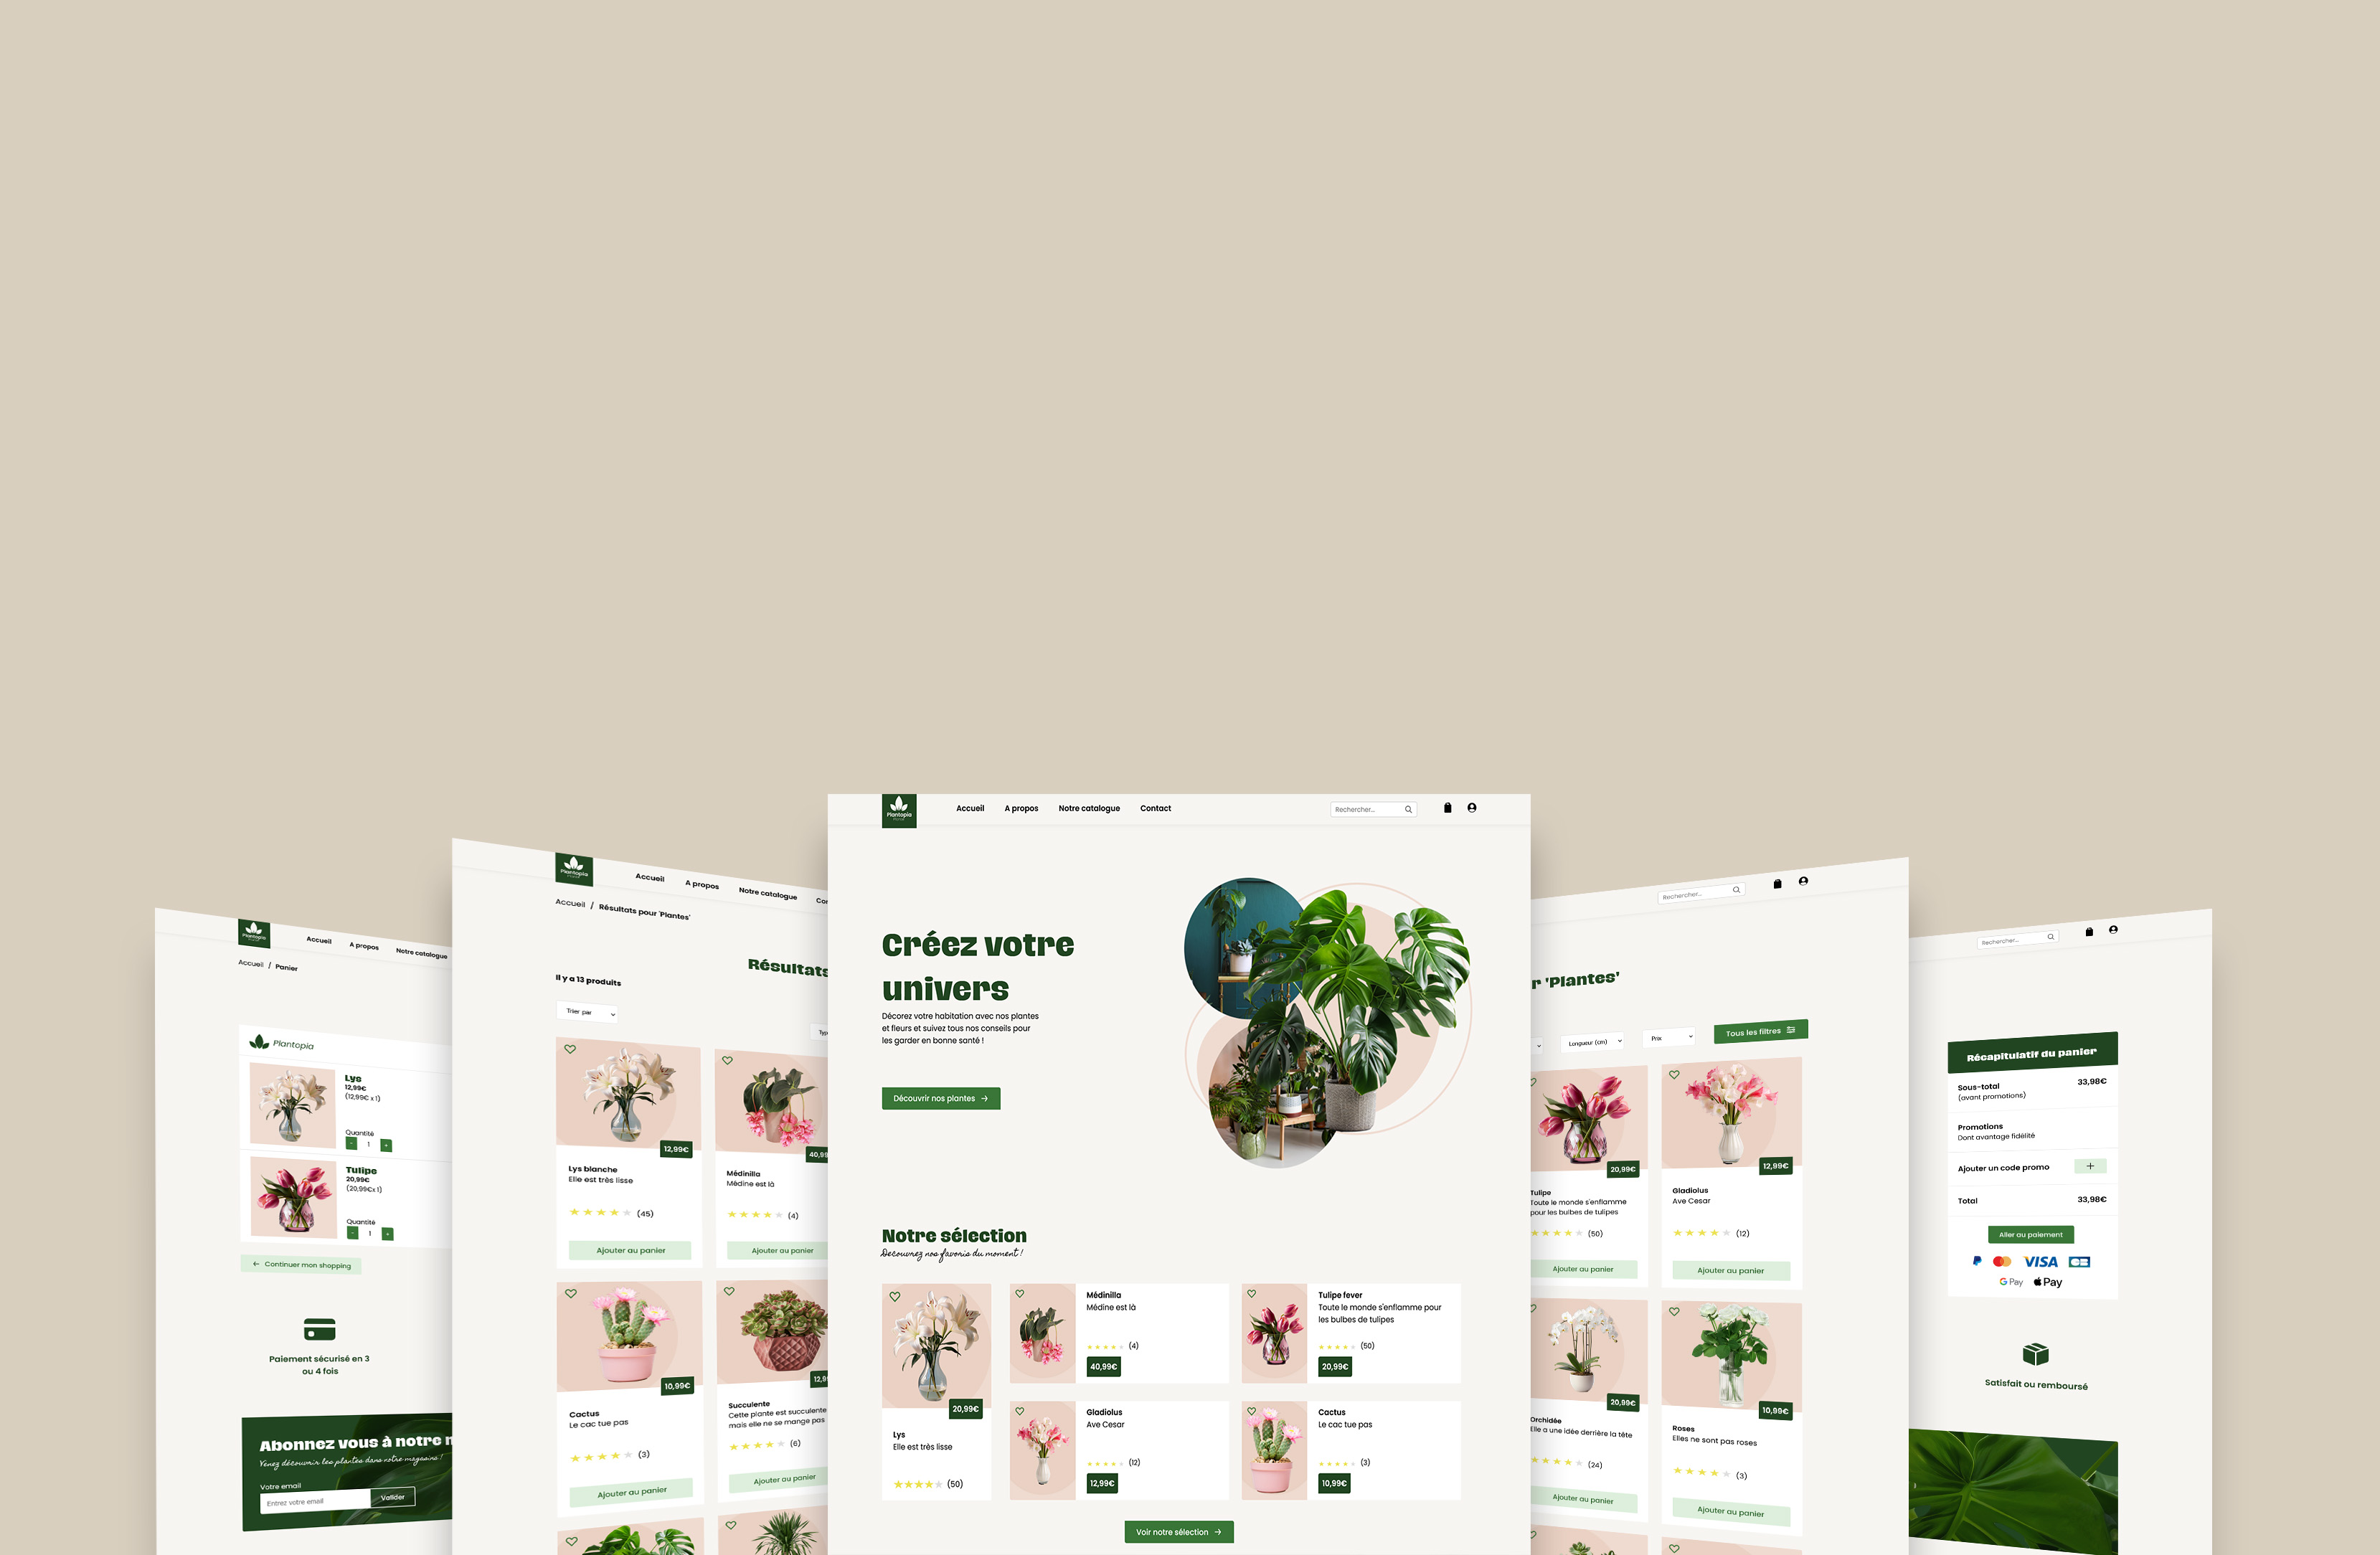 Plantopia
Accueil
A propos
Notre catalogue
Accueil / Panier
Plantopia
Lys
12,99€
(12,99€ x 1)
Quantité
- 1 +
Tulipe
20,99€
(20,99€x 1)
Quantité
- 1 +
← Continuer mon shopping
Paiement sécurisé en 3
ou 4 fois
Abonnez vous à notre
Venez découvrir les plantes dans notre magasins !
Votre email
Entrez votre email
Valider
Plantopia
Accueil
A propos
Notre catalogue
Accueil / Résultats pour 'Plantes'
Résultats
Il y a 13 produits
Trier par
12,99€
Lys blanche
Elle est très lisse
(45)
Ajouter au panier
40,99
Médinilla
Médine est là
(4)
Ajouter au panier
10,99€
Cactus
Le cac tue pas
(3)
Ajouter au panier
Succulente
Cette plante est succulente
mais elle ne se mange pas
(6)
Ajouter au panier
Plantopia
Accueil
A propos
Notre catalogue
Contact
Rechercher...
Créez votre
univers
Décorez votre habitation avec nos plantes
et fleurs et suivez tous nos conseils pour
les garder en bonne santé !
Découvrir nos plantes →
Notre sélection
Découvrez nos favoris du moment !
20,99€
Lys
Elle est très lisse
(50)
Médinilla
Médine est là
(4)
40,99€
Tulipe fever
Toute le monde s'enflamme pour
les bulbes de tulipes
(50)
20,99€
Gladiolus
Ave Cesar
(12)
12,99€
Cactus
Le cac tue pas
(3)
10,99€
Voir notre sélection →
Rechercher...
'Plantes'
Longueur (cm)
Prix
Tous les filtres
20,99€
Tulipe
Toute le monde s'enflamme
pour les bulbes de tulipes
(50)
Ajouter au panier
12,99€
Gladiolus
Ave Cesar
(12)
Ajouter au panier
20,99€
Orchidée
Elle a une idée derrière la tête
(24)
Ajouter au panier
10,99€
Roses
Elles ne sont pas roses
(3)
Ajouter au panier
Rechercher...
Récapitulatif du panier
Sous-total 33,98€
(avant promotions)
Promotions
Dont avantage fidélité
Ajouter un code promo +
Total 33,98€
Aller au paiement
VISA
CB
G Pay
Pay
Satisfait ou remboursé